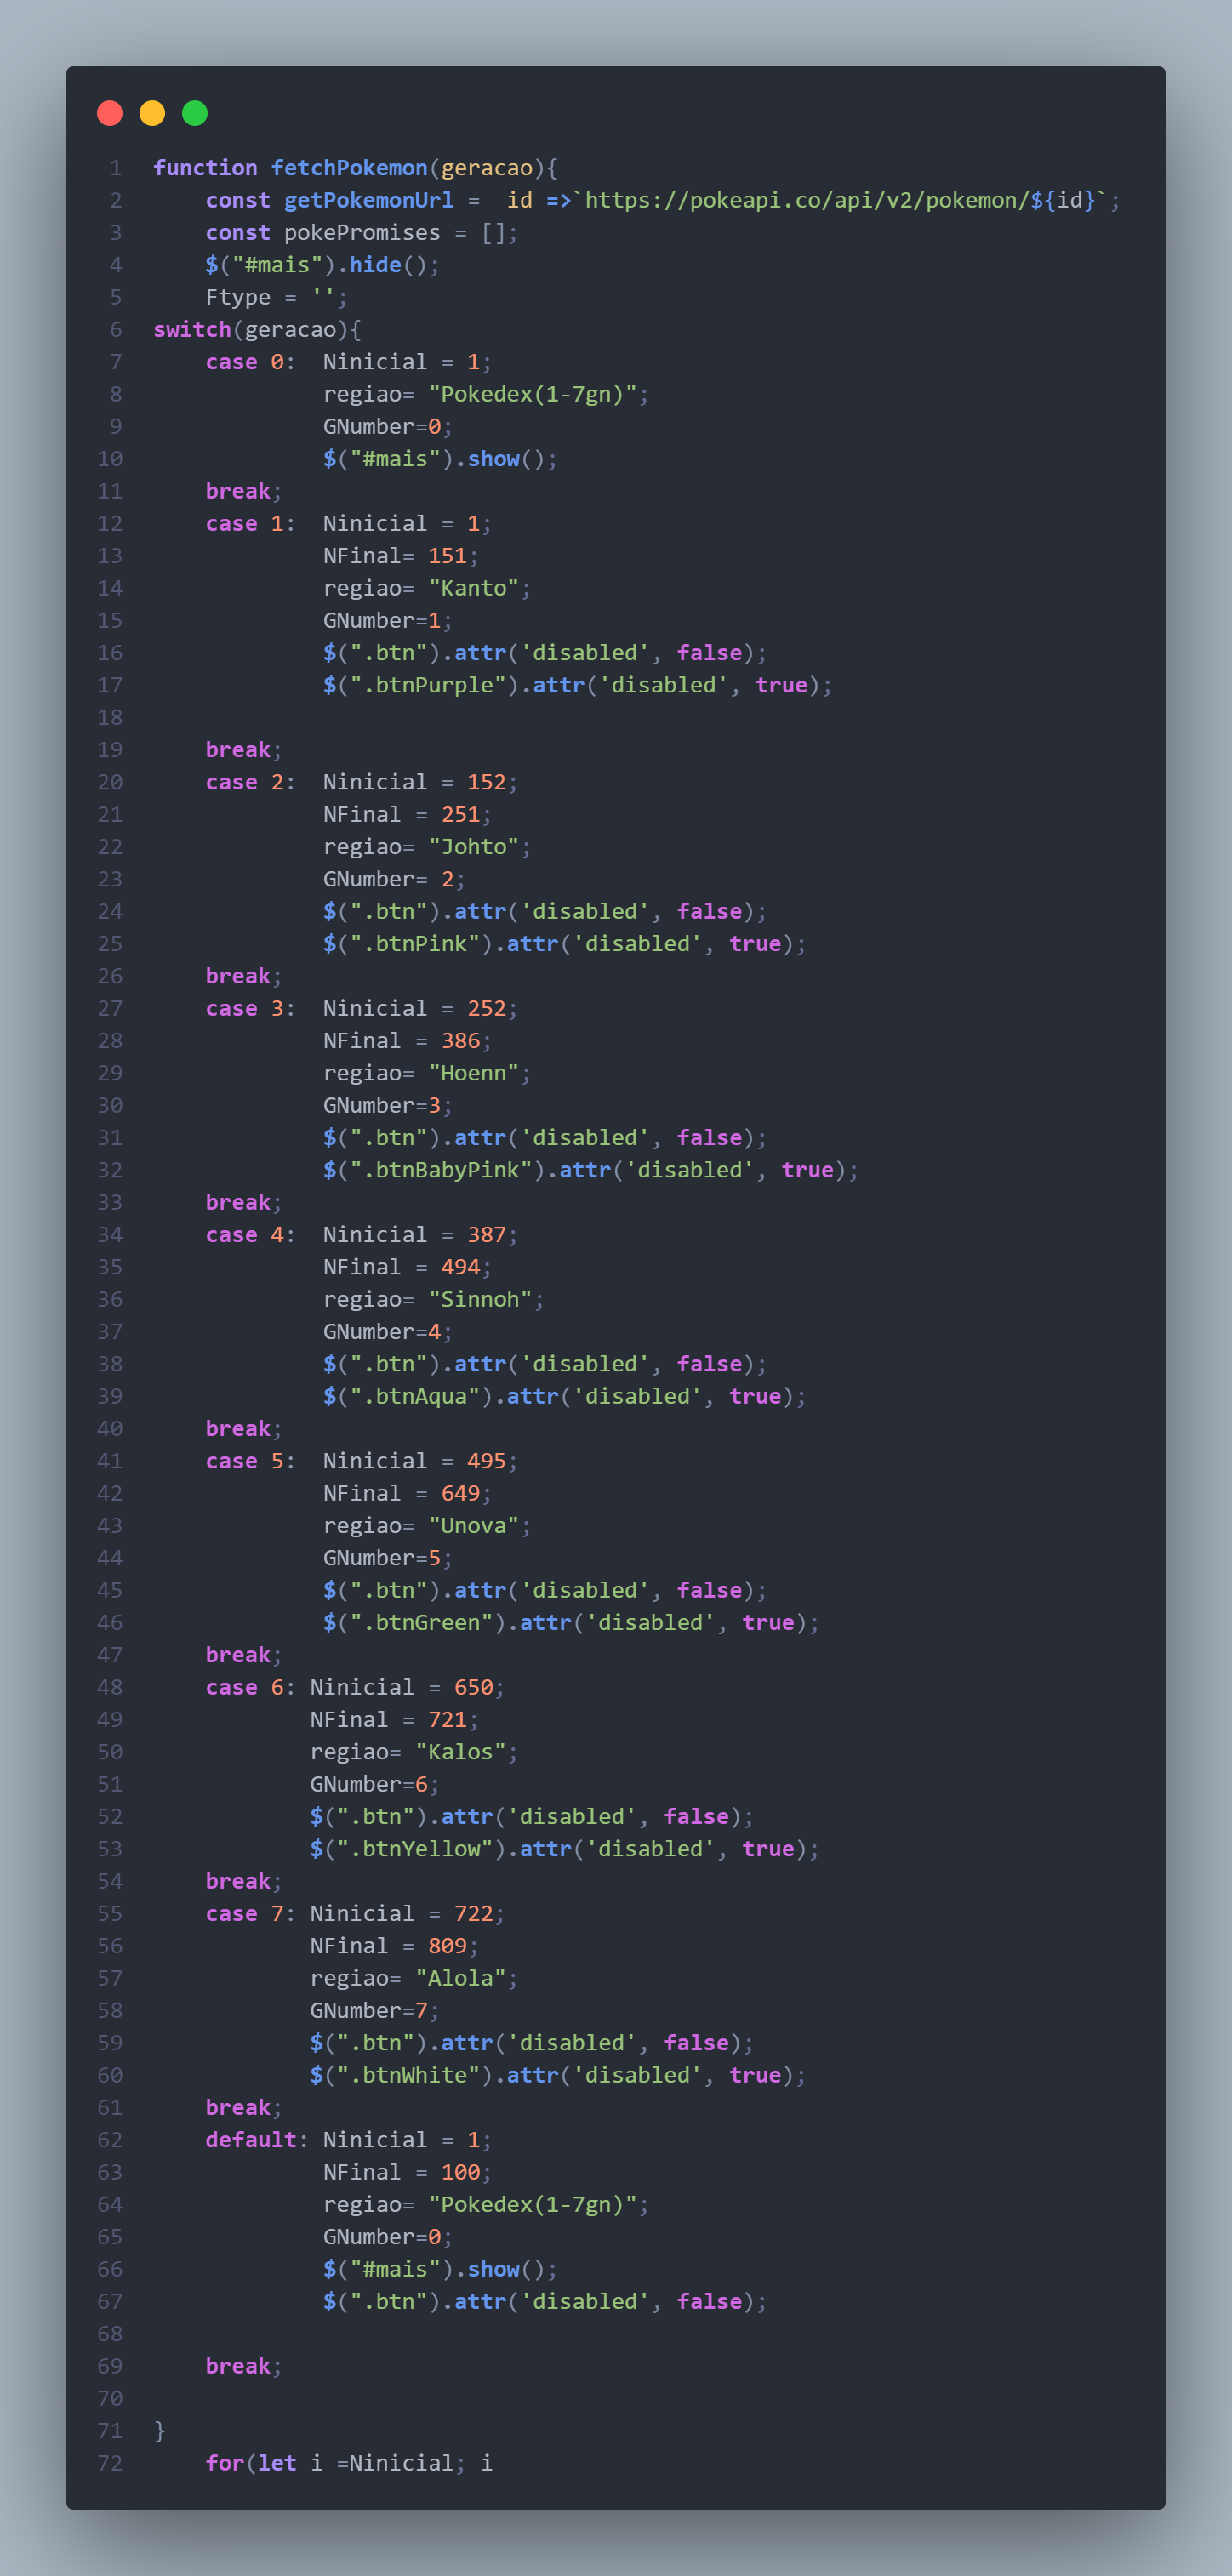 1 function fetchPokemon(geracao){
2     const getPokemonUrl =  id =>`https://pokeapi.co/api/v2/pokemon/${id}`;
3     const pokePromises = [];
4     $("#mais").hide();
5     Ftype = '';
6 switch(geracao){
7     case 0:  Ninicial = 1;
8              regiao= "Pokedex(1-7gn)";
9              GNumber=0;
10              $("#mais").show();
11     break;
12     case 1:  Ninicial = 1;
13              NFinal= 151;
14              regiao= "Kanto";
15              GNumber=1;
16              $(".btn").attr('disabled', false);
17              $(".btnPurple").attr('disabled', true);
18
19     break;
20     case 2:  Ninicial = 152;
21              NFinal = 251;
22              regiao= "Johto";
23              GNumber= 2;
24              $(".btn").attr('disabled', false);
25              $(".btnPink").attr('disabled', true);
26     break;
27     case 3:  Ninicial = 252;
28              NFinal = 386;
29              regiao= "Hoenn";
30              GNumber=3;
31              $(".btn").attr('disabled', false);
32              $(".btnBabyPink").attr('disabled', true);
33     break;
34     case 4:  Ninicial = 387;
35              NFinal = 494;
36              regiao= "Sinnoh";
37              GNumber=4;
38              $(".btn").attr('disabled', false);
39              $(".btnAqua").attr('disabled', true);
40     break;
41     case 5:  Ninicial = 495;
42              NFinal = 649;
43              regiao= "Unova";
44              GNumber=5;
45              $(".btn").attr('disabled', false);
46              $(".btnGreen").attr('disabled', true);
47     break;
48     case 6: Ninicial = 650;
49             NFinal = 721;
50             regiao= "Kalos";
51             GNumber=6;
52             $(".btn").attr('disabled', false);
53             $(".btnYellow").attr('disabled', true);
54     break;
55     case 7: Ninicial = 722;
56             NFinal = 809;
57             regiao= "Alola";
58             GNumber=7;
59             $(".btn").attr('disabled', false);
60             $(".btnWhite").attr('disabled', true);
61     break;
62     default: Ninicial = 1;
63              NFinal = 100;
64              regiao= "Pokedex(1-7gn)";
65              GNumber=0;
66              $("#mais").show();
67              $(".btn").attr('disabled', false);
68
69     break;
70
71 }
72     for(let i =Ninicial; i